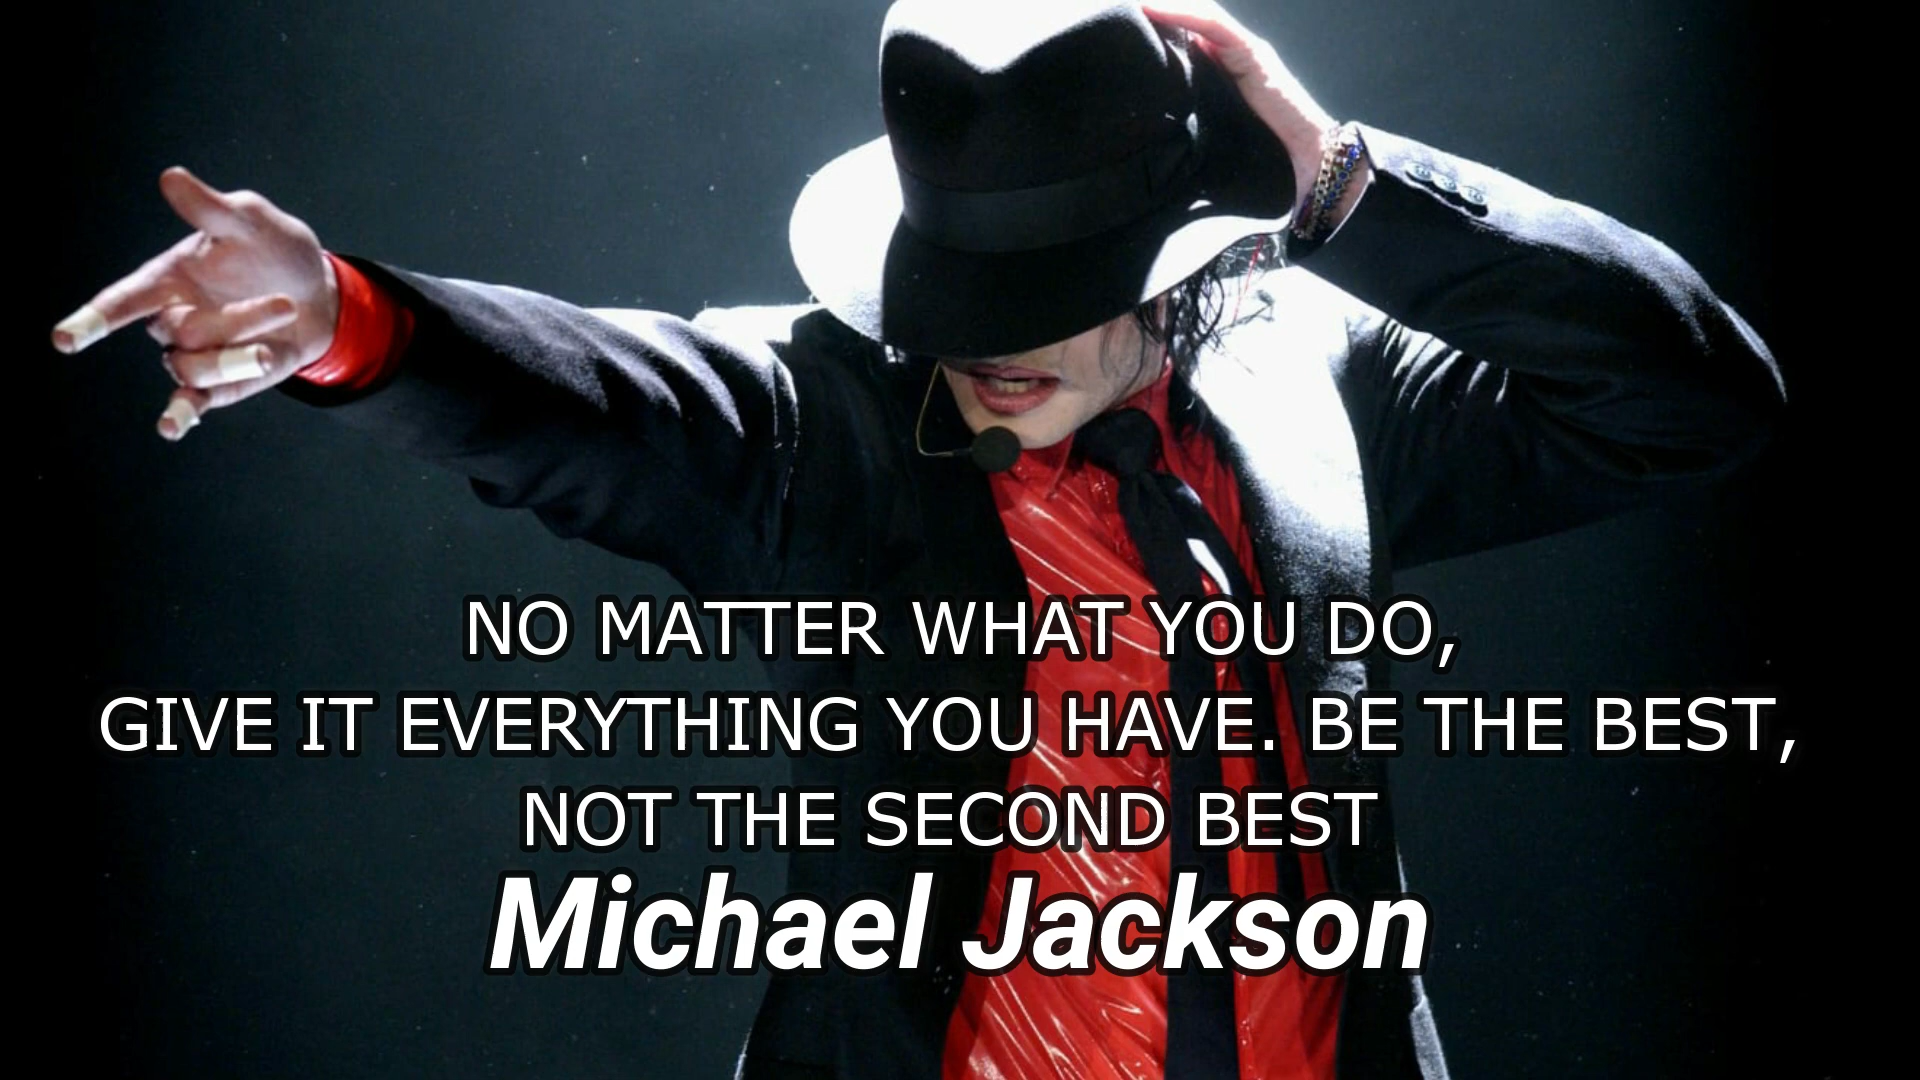 NO MATTER WHAT YOU DO,
GIVE IT EVERYTHING YOU HAVE. BE THE BEST,
NOT THE SECOND BEST
Michael Jackson